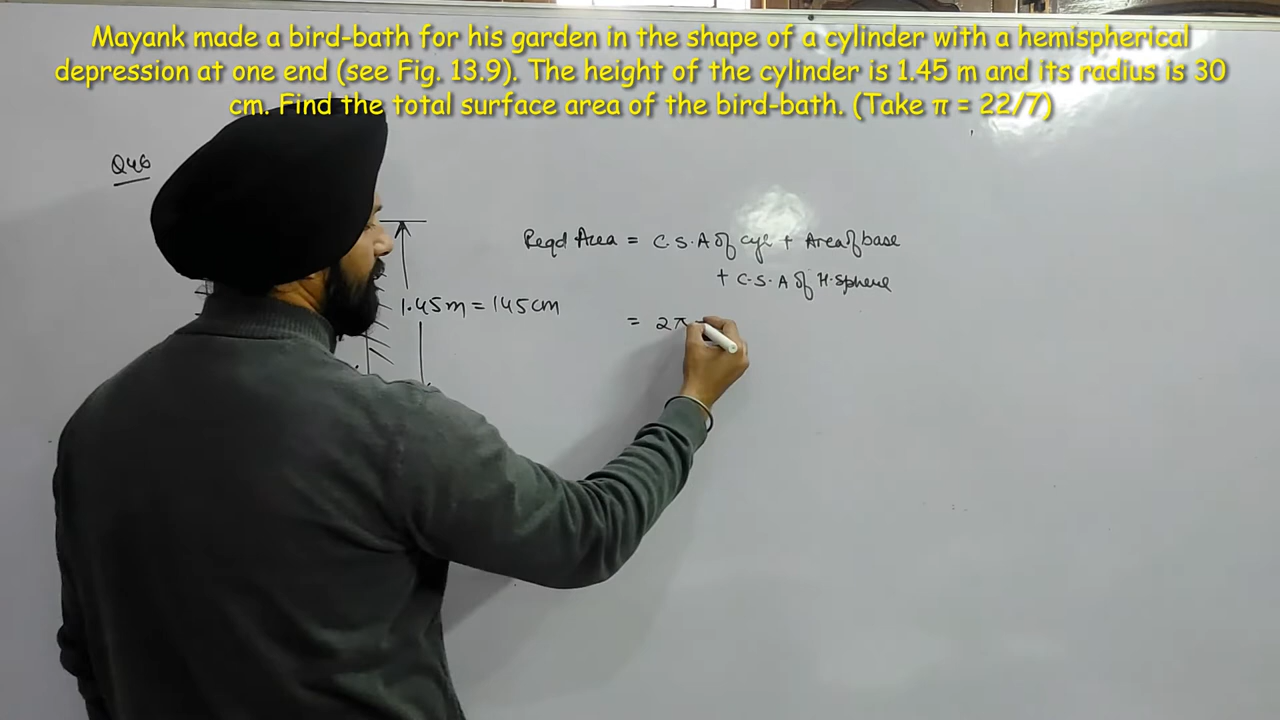 Mayank made a bird-bath for his garden in the shape of a cylinder with a hemispherical
depression at one end (see Fig. 13.9). The height of the cylinder is 1.45 m and its radius is 30
cm. Find the total surface area of the bird-bath. (Take π = 22/7)
Q46
Reqd Area = C.S.A of cyl + Area of base
+ C.S.A of H.Sphere
1.45m = 145cm
= 2π